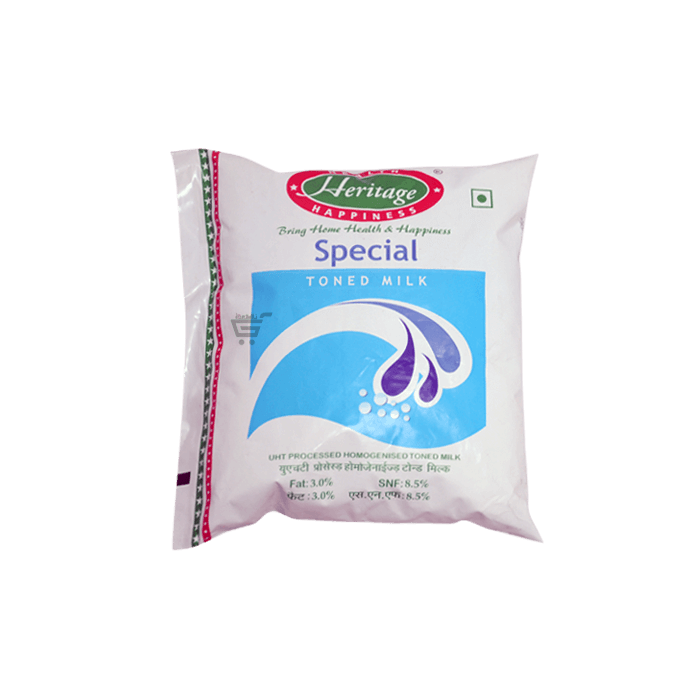 HEALTH
Heritage
®
HAPPINESS
Bring Home Health & Happiness
Special
TONED MILK
UHT PROCESSED HOMOGENISED TONED MILK
युएचटी प्रोसेस्ड होमोजेनाईज्ड टोन्ड मिल्क
Fat:3.0% SNF:8.5%
फैट:3.0% एस.एन.एफ:8.5%